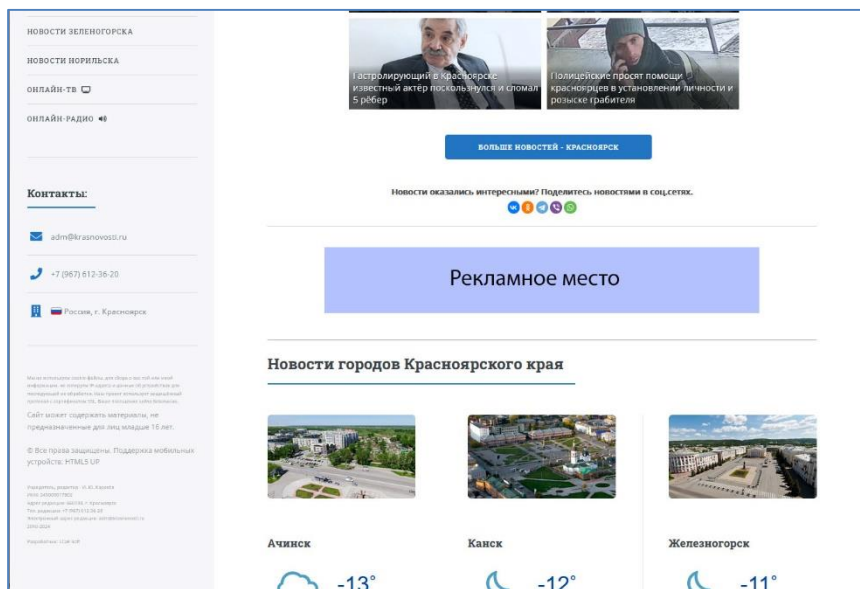 НОВОСТИ ЗЕЛЕНОГОРСКА
НОВОСТИ НОРИЛЬСКА
ОНЛАЙН-ТВ
ОНЛАЙН-РАДИО
Контакты:
adm@krasnovosti.ru
+7 (967) 612-36-20
Россия, г. Красноярск
Сайт может содержать материалы, не
предназначенные для лиц младше 16 лет.
© Все права защищены. Поддержка мобильных
устройств: HTML5 UP
Гастролирующий в Красноярске
известный актёр поскользнулся и сломал
5 рёбер
Полицейские просят помощи
красноярцев в установлении личности и
розыске грабителя
БОЛЬШЕ НОВОСТЕЙ - КРАСНОЯРСК
Новости оказались интересными? Поделитесь новостями в соц.сетях.
Рекламное место
Новости городов Красноярского края
Ачинск
-13°
Канск
-12°
Железногорск
-11°